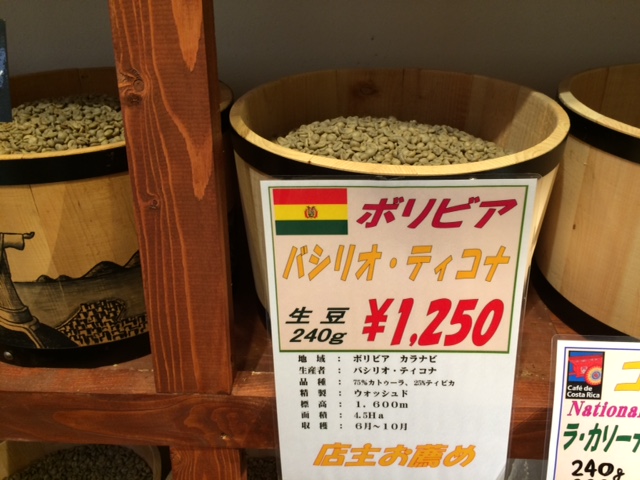 ボリビア
バシリオ・ティコナ
生豆
240g
¥1,250
地域 : ボリビア カラナビ
生産者 : バシリオ・ティコナ
品種 : 75%カトゥーラ、25%ティピカ
精製 : ウォッシュド
標高 : 1,600m
面積 : 4.5Ha
収穫 : 6月～10月
店主お薦め
Café de
Costa Rica
コ
National
ラ・カリー
240g